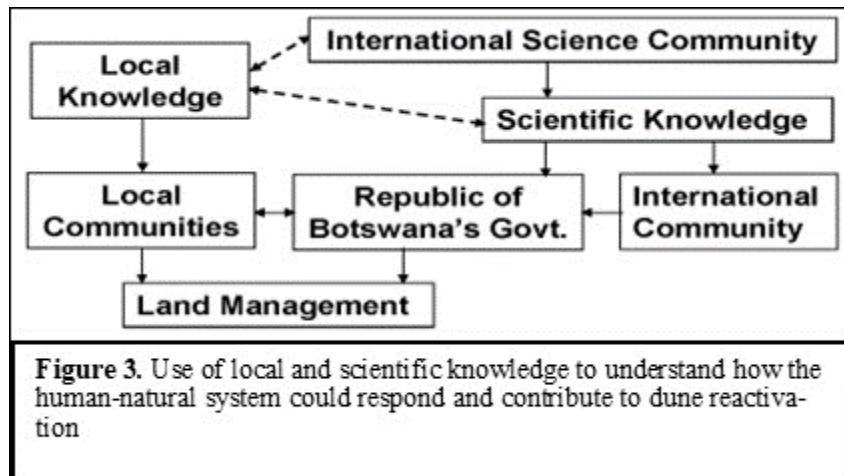 International Science Community
Local
Knowledge
Scientific Knowledge
Local
Communities
Republic of
Botswana's Govt.
International
Community
Land Management
Figure 3. Use of local and scientific knowledge to understand how the
human-natural system could respond and contribute to dune reactiva-
tion